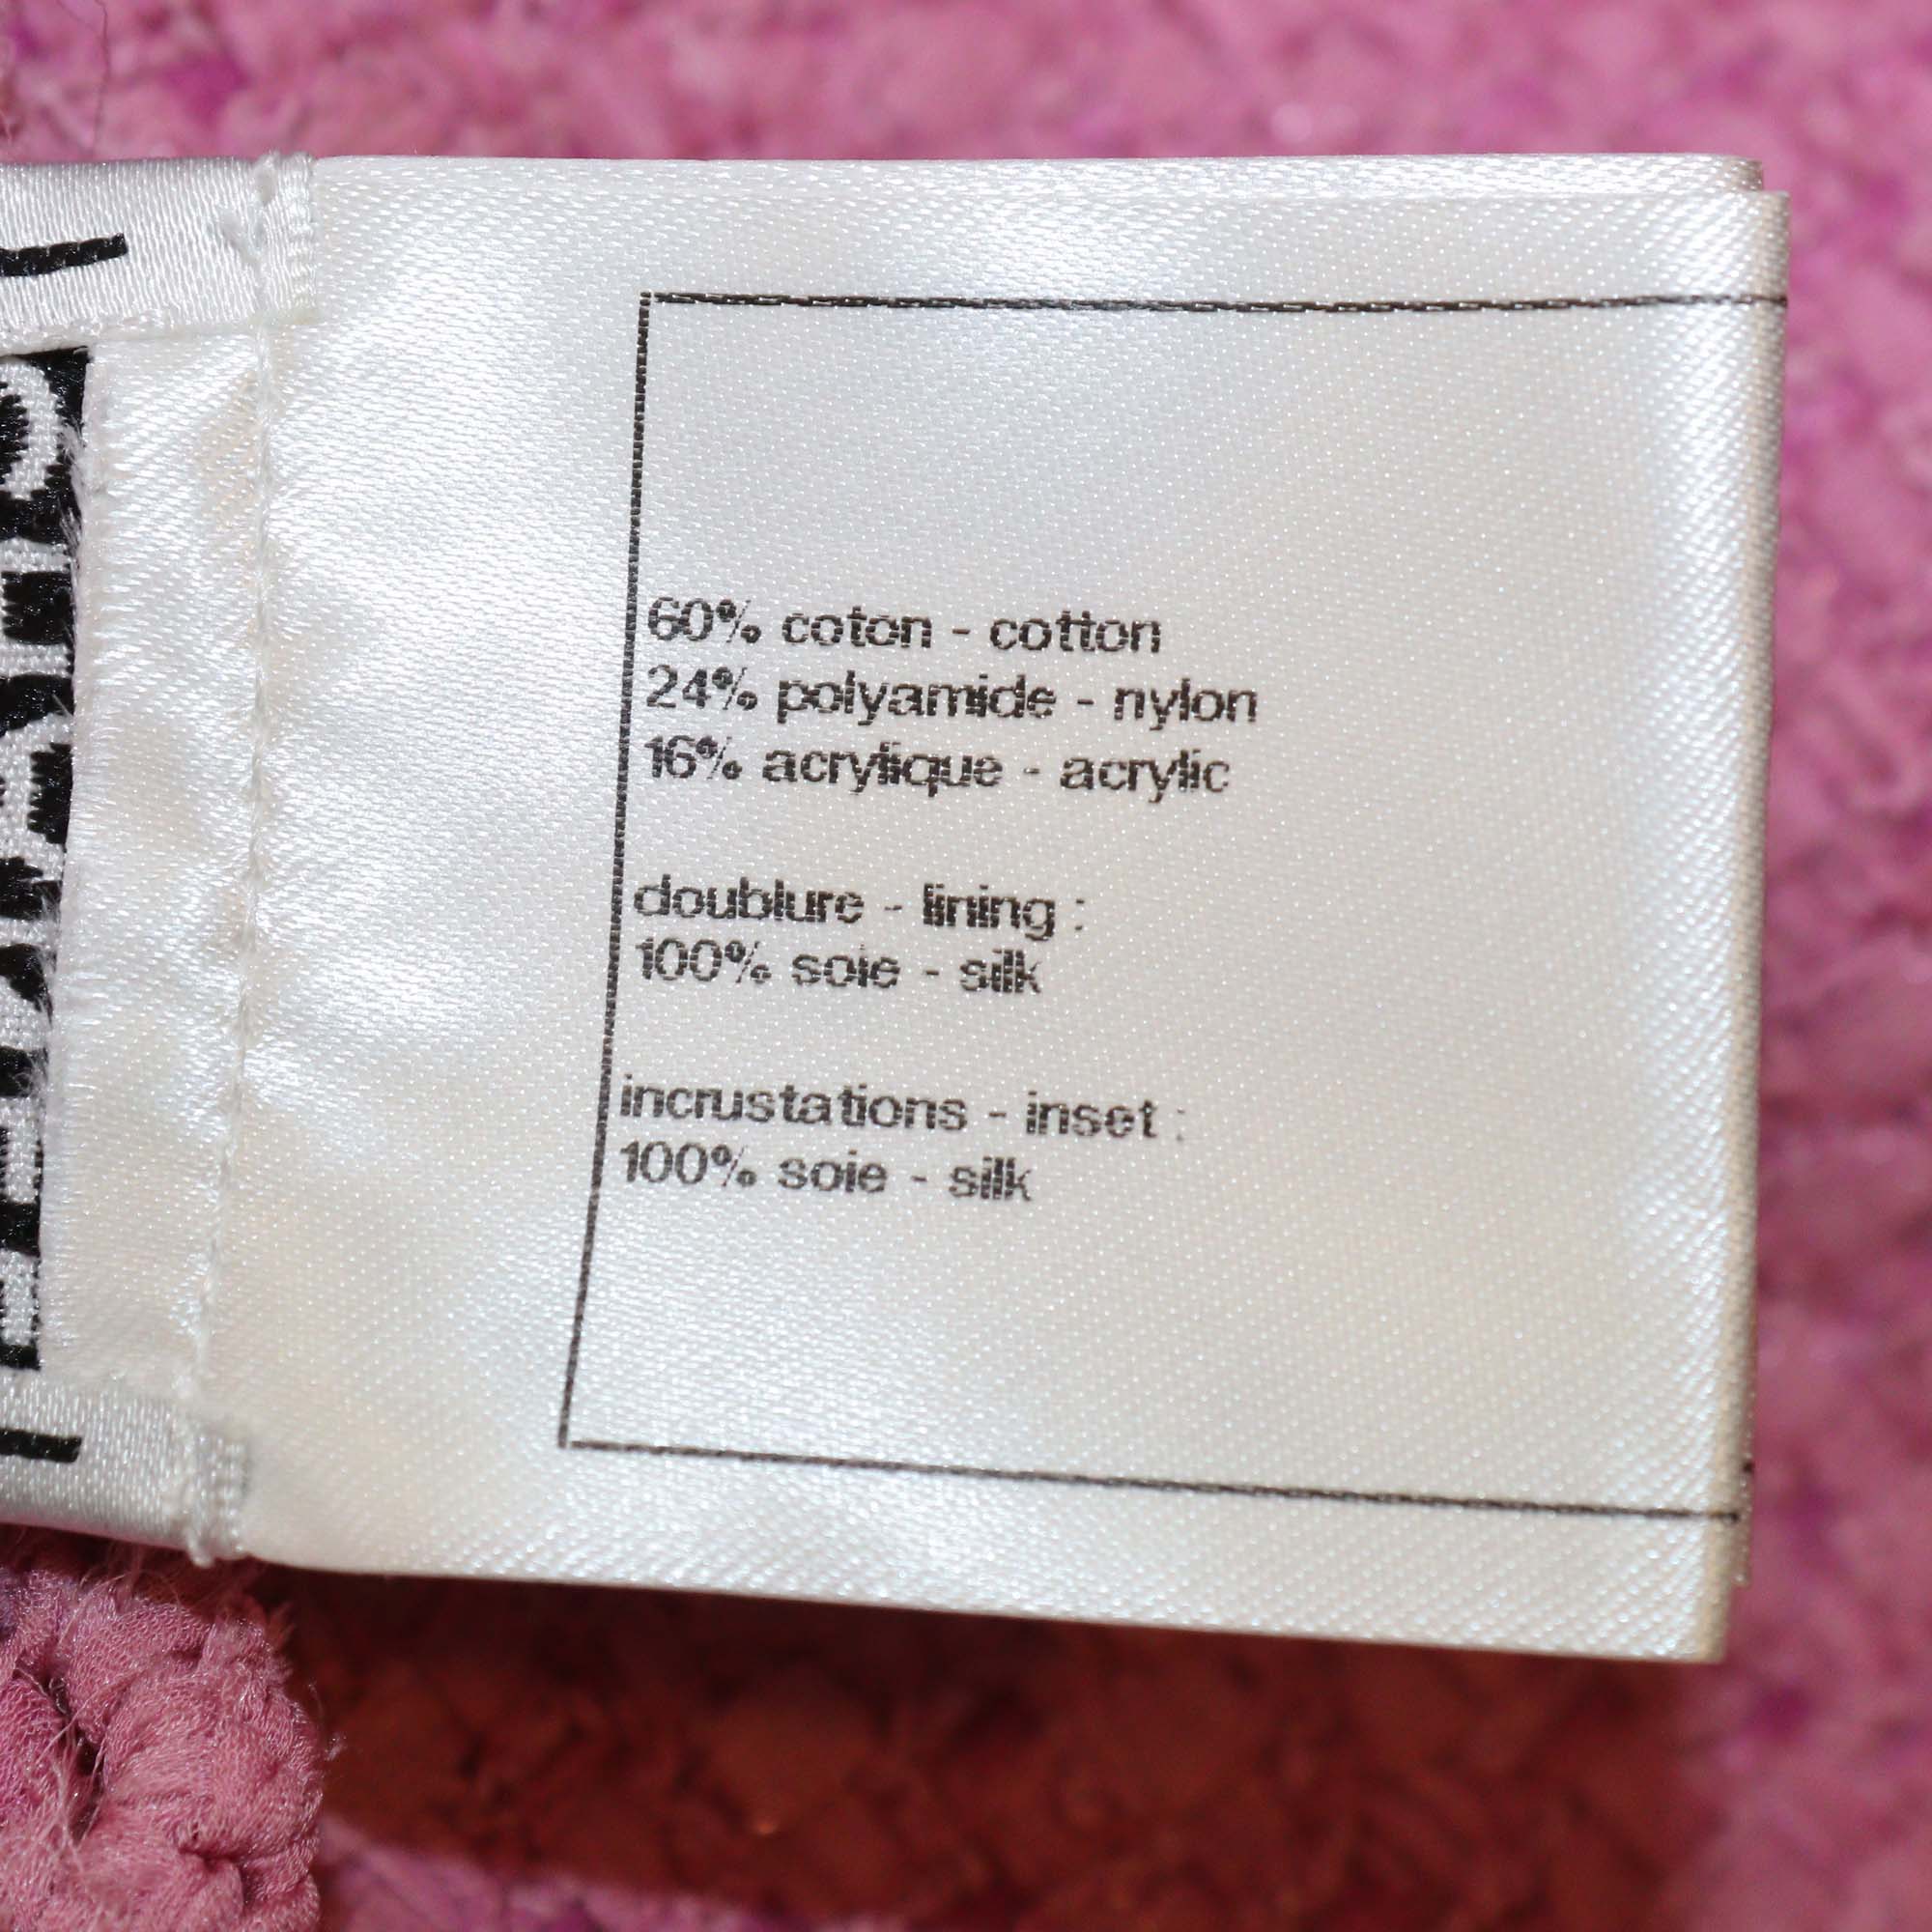 60% coton - cotton
24% polyamide - nylon
16% acrylique - acrylic
doublure - lining :
100% soie - silk
incrustations - inset :
100% soie - silk